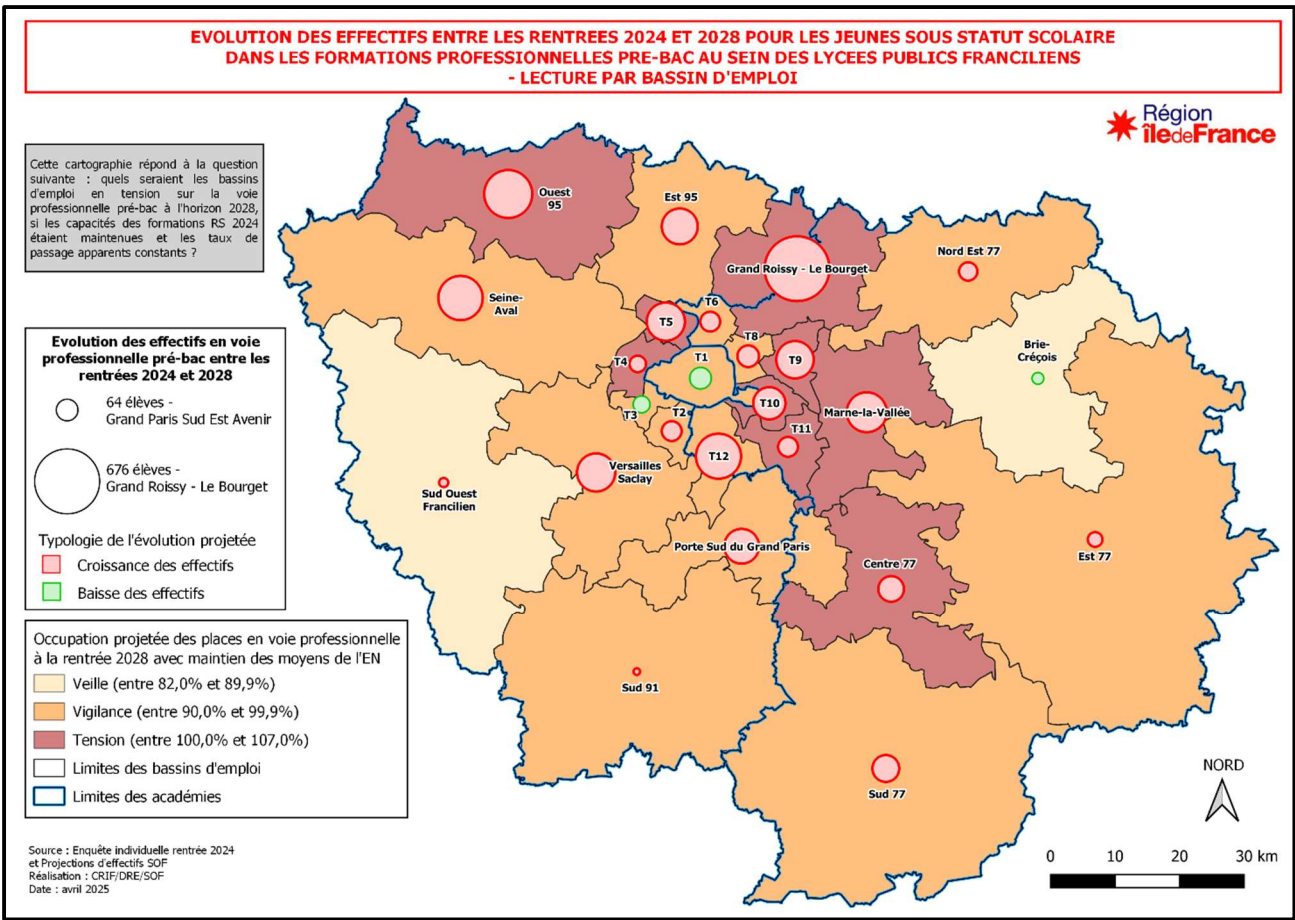 EVOLUTION DES EFFECTIFS ENTRE LES RENTREES 2024 ET 2028 POUR LES JEUNES SOUS STATUT SCOLAIRE
DANS LES FORMATIONS PROFESSIONNELLES PRE-BAC AU SEIN DES LYCEES PUBLICS FRANCILIENS
- LECTURE PAR BASSIN D'EMPLOI
Région
îledeFrance
Cette cartographie répond à la question
suivante : quels seraient les bassins
d'emploi en tension sur la voie
professionnelle pré-bac à l'horizon 2028,
si les capacités des formations RS 2024
étaient maintenues et les taux de
passage apparents constants ?
Ouest
95
Est 95
Grand Roissy - Le Bourget
Nord Est 77
Seine-
Aval
T6
T5
T8
T4
T1
T9
Brie-
Créçois
T3
T2
T10
Marne-la-Vallée
T11
T12
Versailles
Saclay
Sud Ouest
Francilien
Porte Sud du Grand Paris
Est 77
Centre 77
Sud 91
Sud 77
Evolution des effectifs en voie
professionnelle pré-bac entre les
rentrées 2024 et 2028
64 élèves -
Grand Paris Sud Est Avenir
676 élèves -
Grand Roissy - Le Bourget
Typologie de l'évolution projetée
Croissance des effectifs
Baisse des effectifs
Occupation projetée des places en voie professionnelle
à la rentrée 2028 avec maintien des moyens de l'EN
Veille (entre 82,0% et 89,9%)
Vigilance (entre 90,0% et 99,9%)
Tension (entre 100,0% et 107,0%)
Limites des bassins d'emploi
Limites des académies
Source : Enquête individuelle rentrée 2024
et Projections d'effectifs SOF
Réalisation : CRIF/DRE/SOF
Date : avril 2025
NORD
0 10 20 30 km